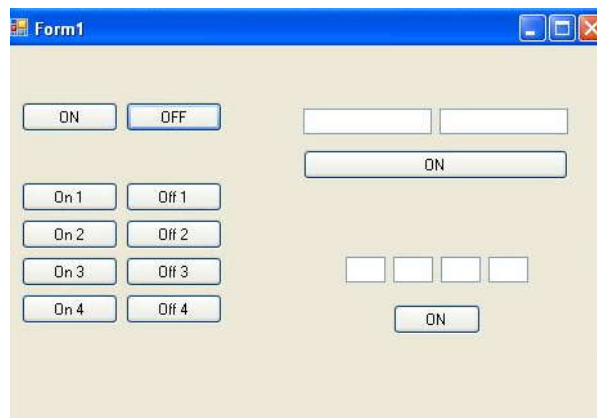 Form1
ON OFF
ON
On 1 Off 1
On 2 Off 2
On 3 Off 3
On 4 Off 4
ON